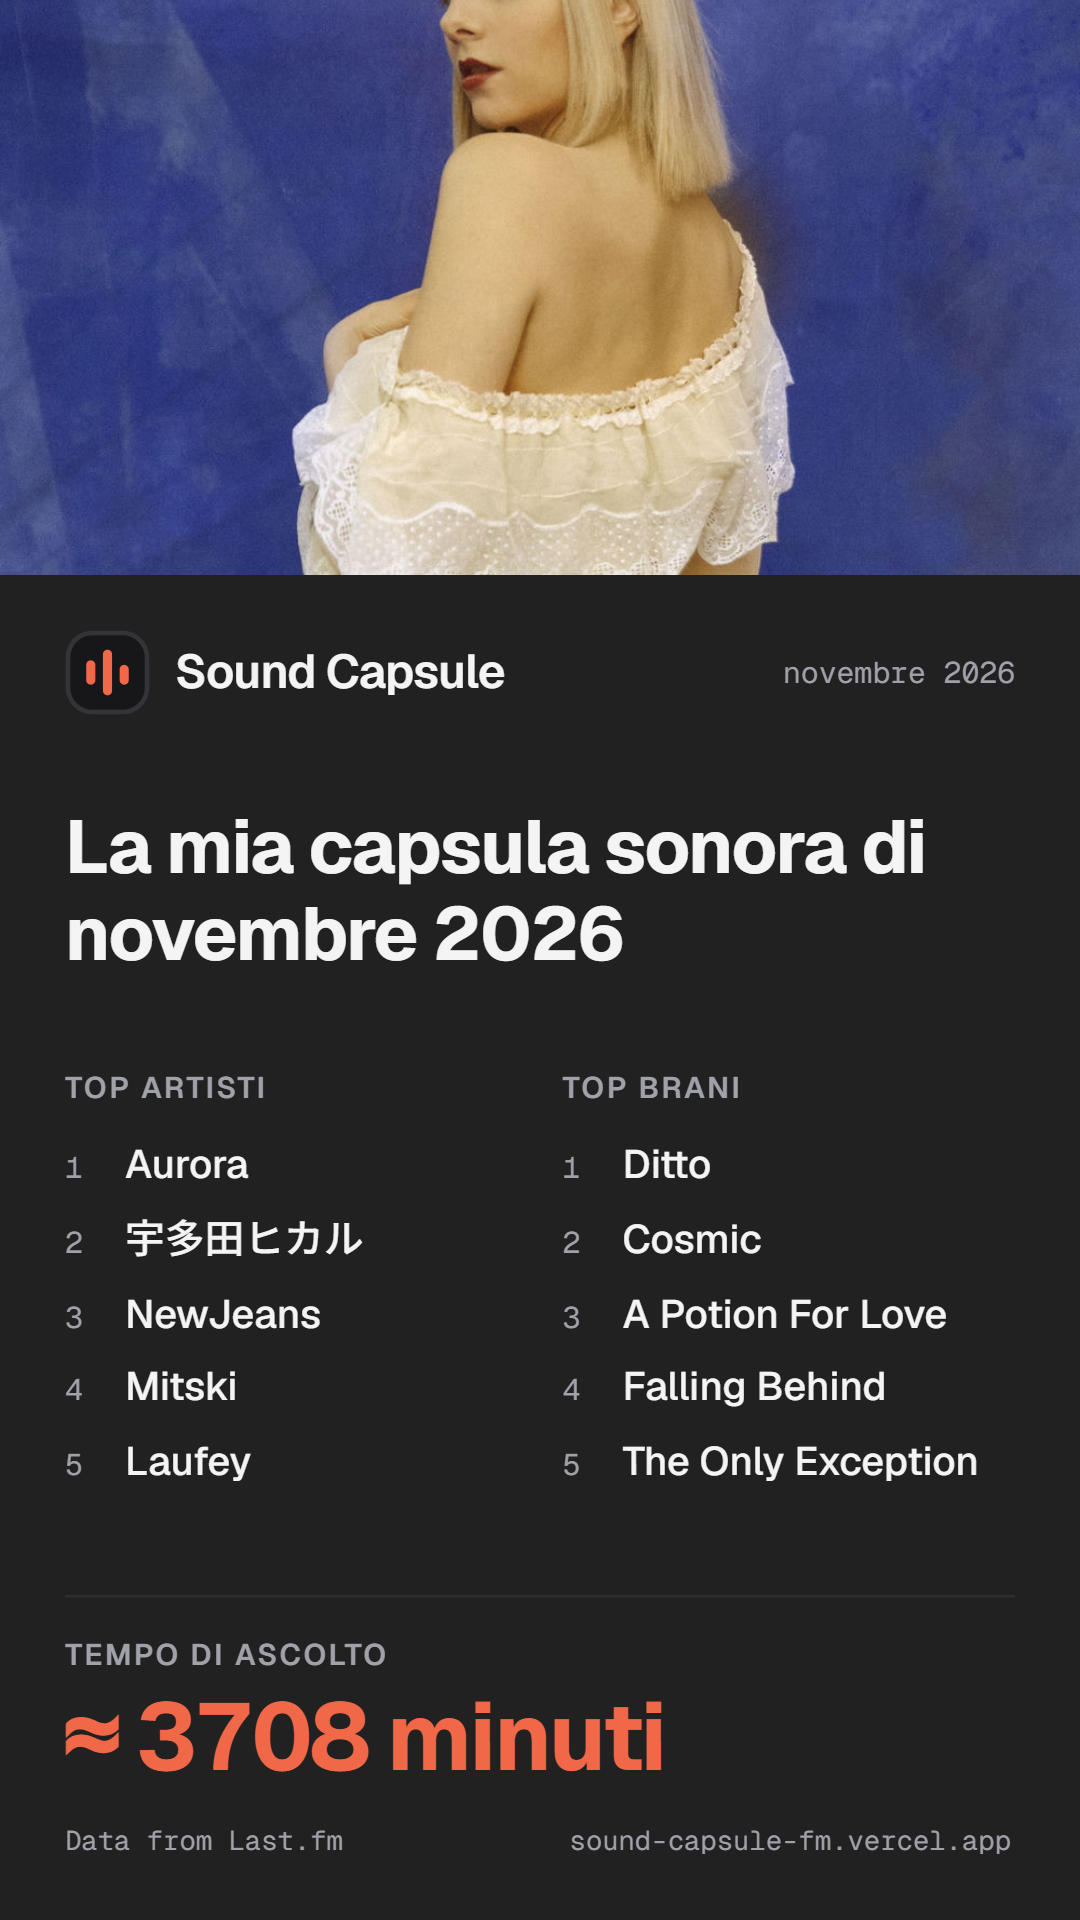 Sound Capsule
novembre 2026
La mia capsula sonora di
novembre 2026
TOP ARTISTI
1 Aurora
2 宇多田ヒカル
3 NewJeans
4 Mitski
5 Laufey
TOP BRANI
1 Ditto
2 Cosmic
3 A Potion For Love
4 Falling Behind
5 The Only Exception
TEMPO DI ASCOLTO
≈ 3708 minuti
Data from Last.fm
sound-capsule-fm.vercel.app